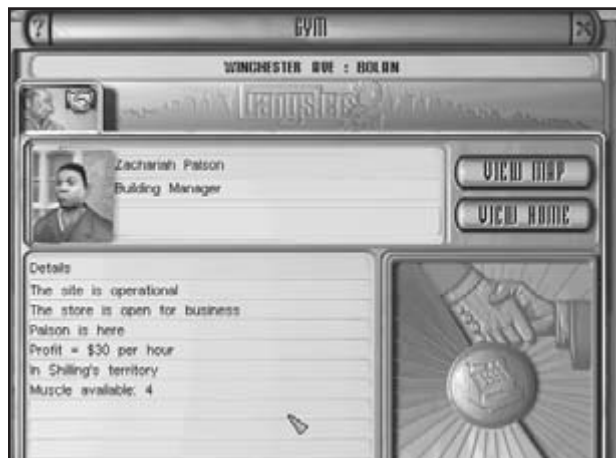 ?
GYM
WINCHESTER AVE : BOLAN
Gangsters 2
Zachariah Palson
Building Manager
VIEW MAP
VIEW HOME
Details
The site is operational
The store is open for business
Palson is here
Profit = $30 per hour
In Shilling's territory
Muscle available: 4